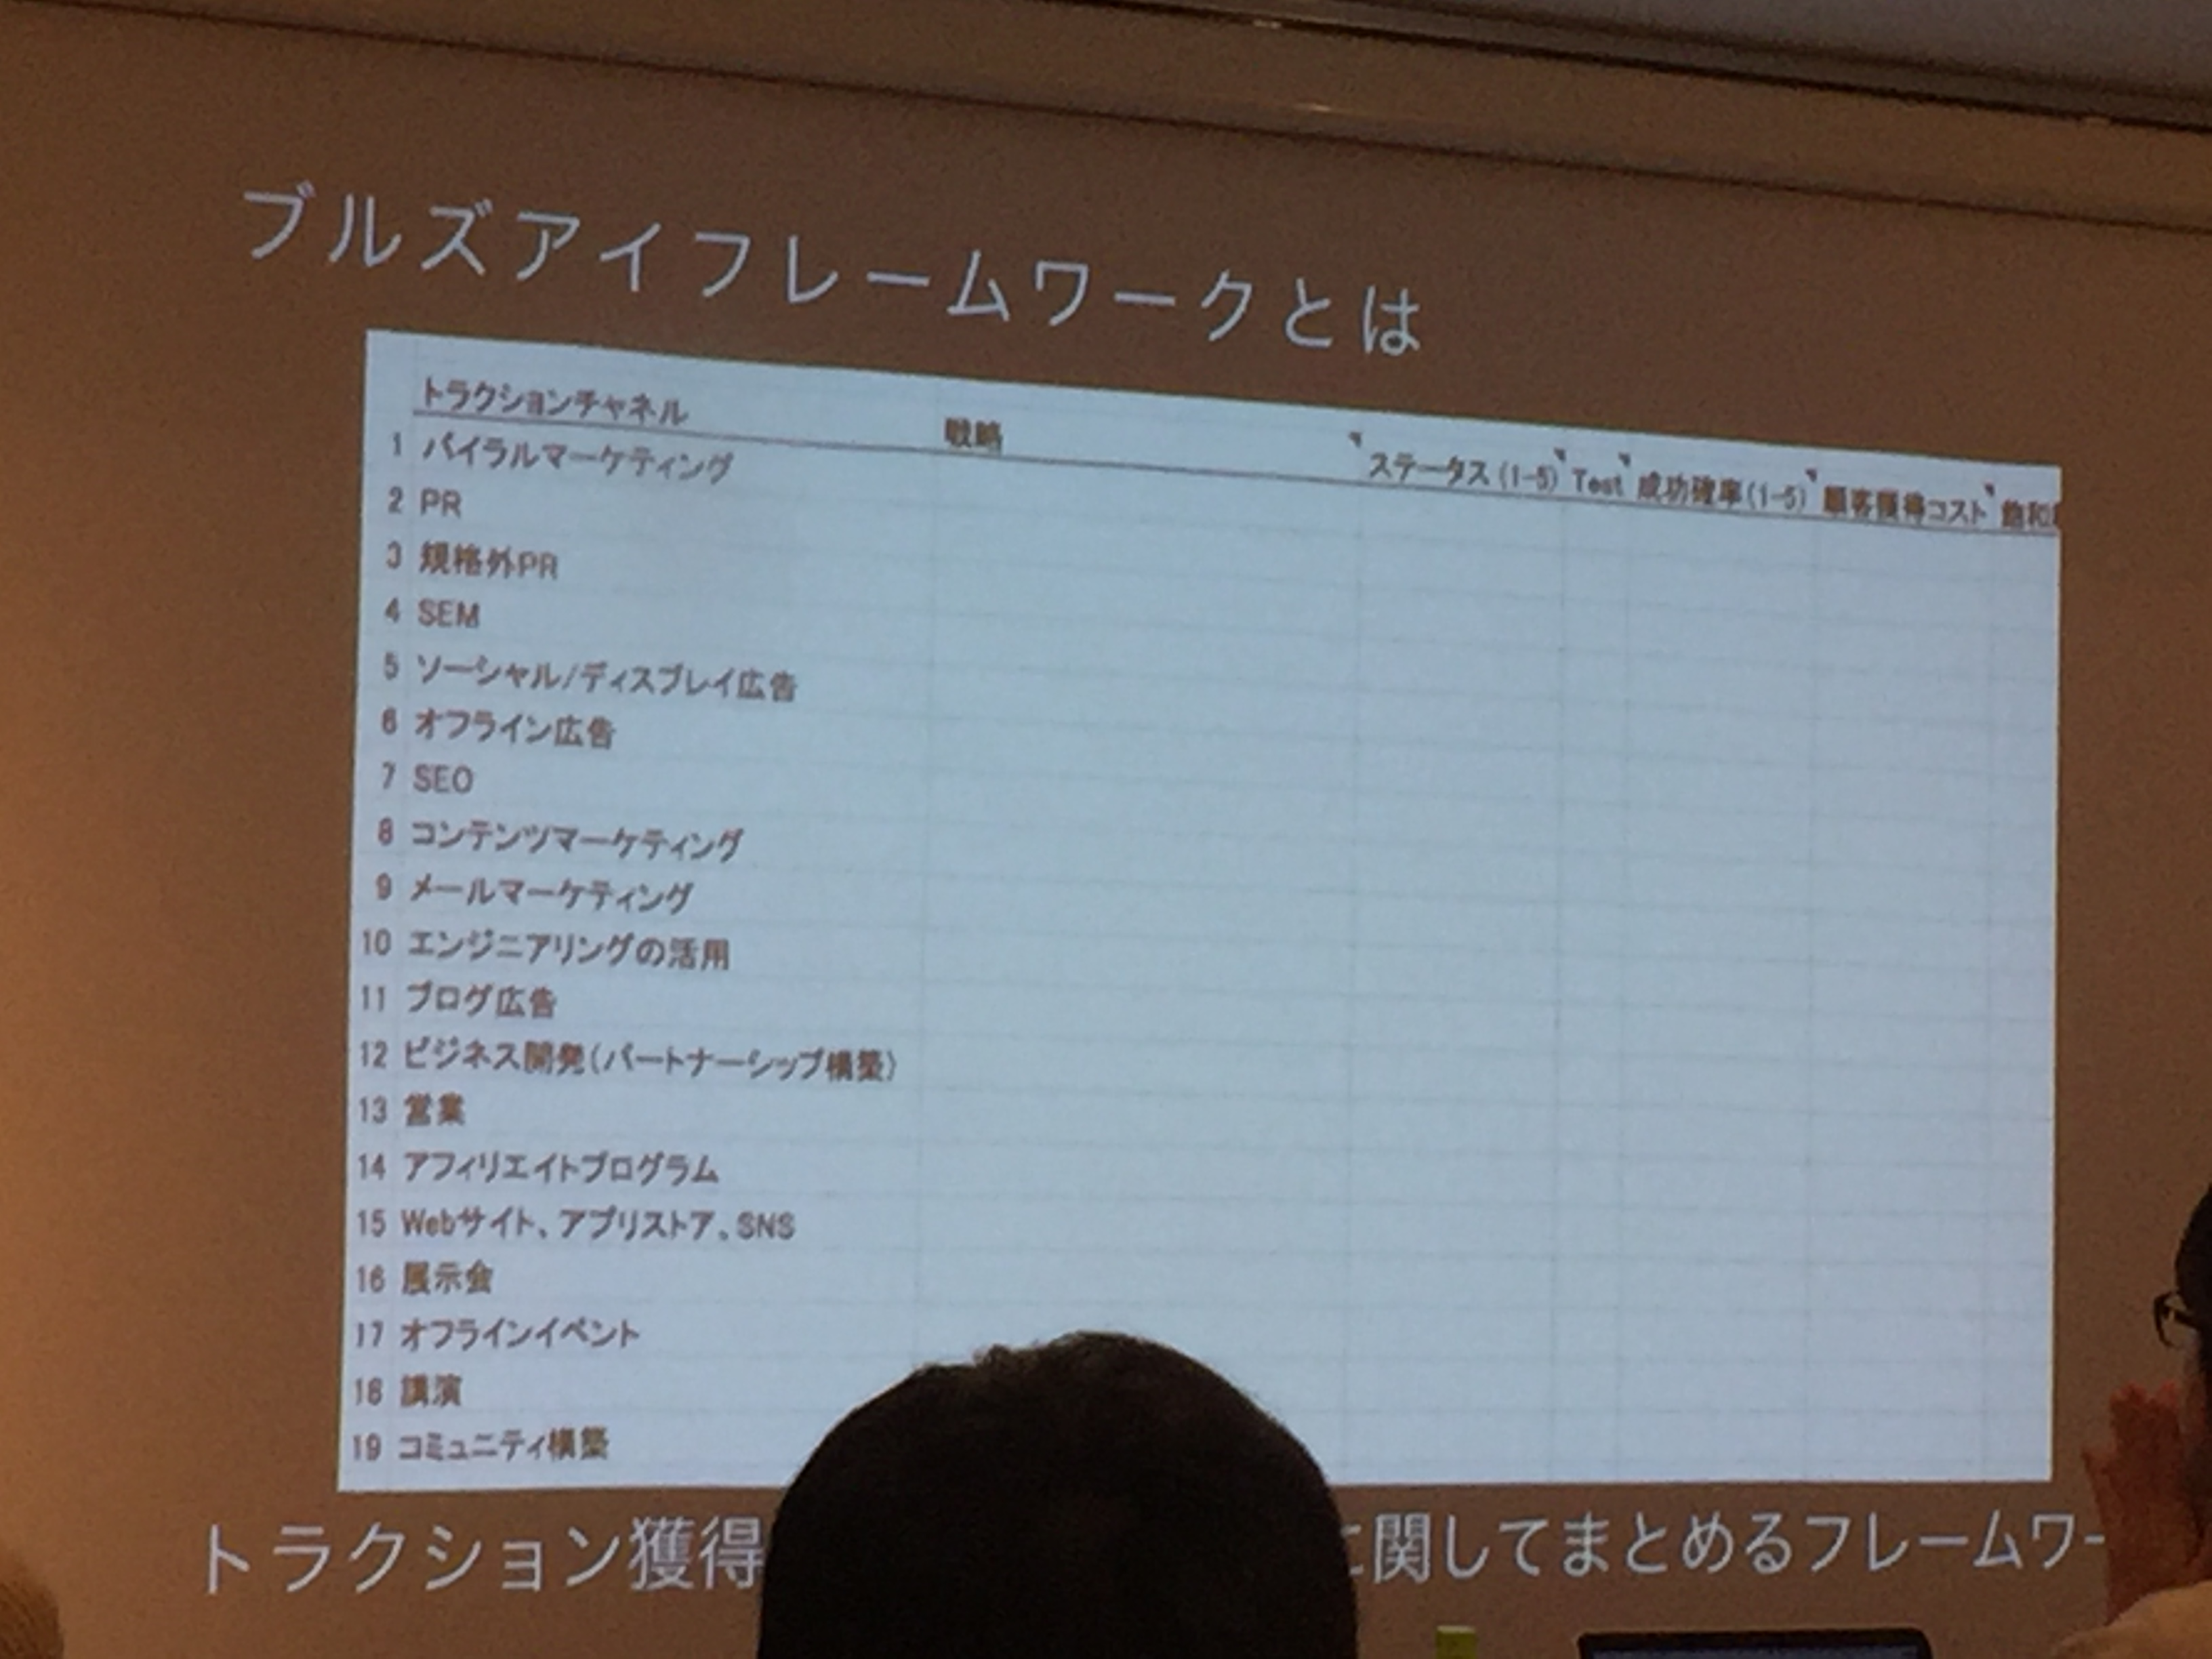 ブルズアイフレームワークとは
トラクションチャネル 戦略 ステータス(1-5) Test 成功確率(1-5) 顧客獲得コスト 飽和
1 バイラルマーケティング
2 PR
3 規格外PR
4 SEM
5 ソーシャル/ディスプレイ広告
6 オフライン広告
7 SEO
8 コンテンツマーケティング
9 メールマーケティング
10 エンジニアリングの活用
11 ブログ広告
12 ビジネス開発(パートナーシップ構築)
13 営業
14 アフィリエイトプログラム
15 Webサイト、アプリストア、SNS
16 展示会
17 オフラインイベント
18 講演
19 コミュニティ構築
トラクション獲得 に関してまとめるフレームワー